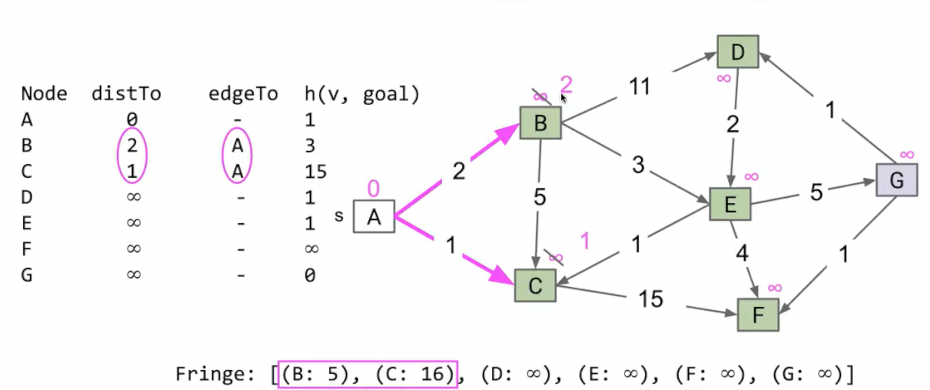 Node distTo edgeTo h(v, goal)
A 0 - 1
B 2 A 3
C 1 A 15
D ∞ - 1
E ∞ - 1
F ∞ - ∞
G ∞ - 0
D
∞
11
∞ 2
B
1
2
∞
∞
G
3
2
0
s A
5
∞
E
5
1
∞ 1
1
4
1
C
15
∞
F
Fringe: [(B: 5), (C: 16), (D: ∞), (E: ∞), (F: ∞), (G: ∞)]